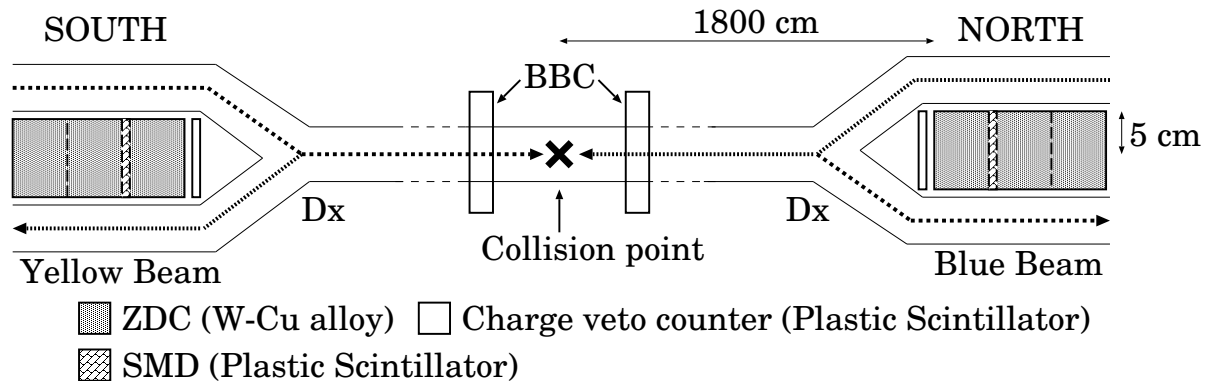 SOUTH
1800 cm
NORTH
BBC
5 cm
Dx
Dx
Collision point
Yellow Beam
Blue Beam
ZDC (W-Cu alloy)
Charge veto counter (Plastic Scintillator)
SMD (Plastic Scintillator)